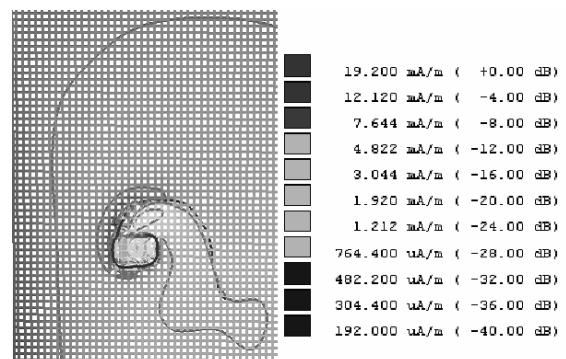 19.200 mA/m ( +0.00 dB)
12.120 mA/m ( -4.00 dB)
7.644 mA/m ( -8.00 dB)
4.822 mA/m ( -12.00 dB)
3.044 mA/m ( -16.00 dB)
1.920 mA/m ( -20.00 dB)
1.212 mA/m ( -24.00 dB)
764.400 uA/m ( -28.00 dB)
482.200 uA/m ( -32.00 dB)
304.400 uA/m ( -36.00 dB)
192.000 uA/m ( -40.00 dB)